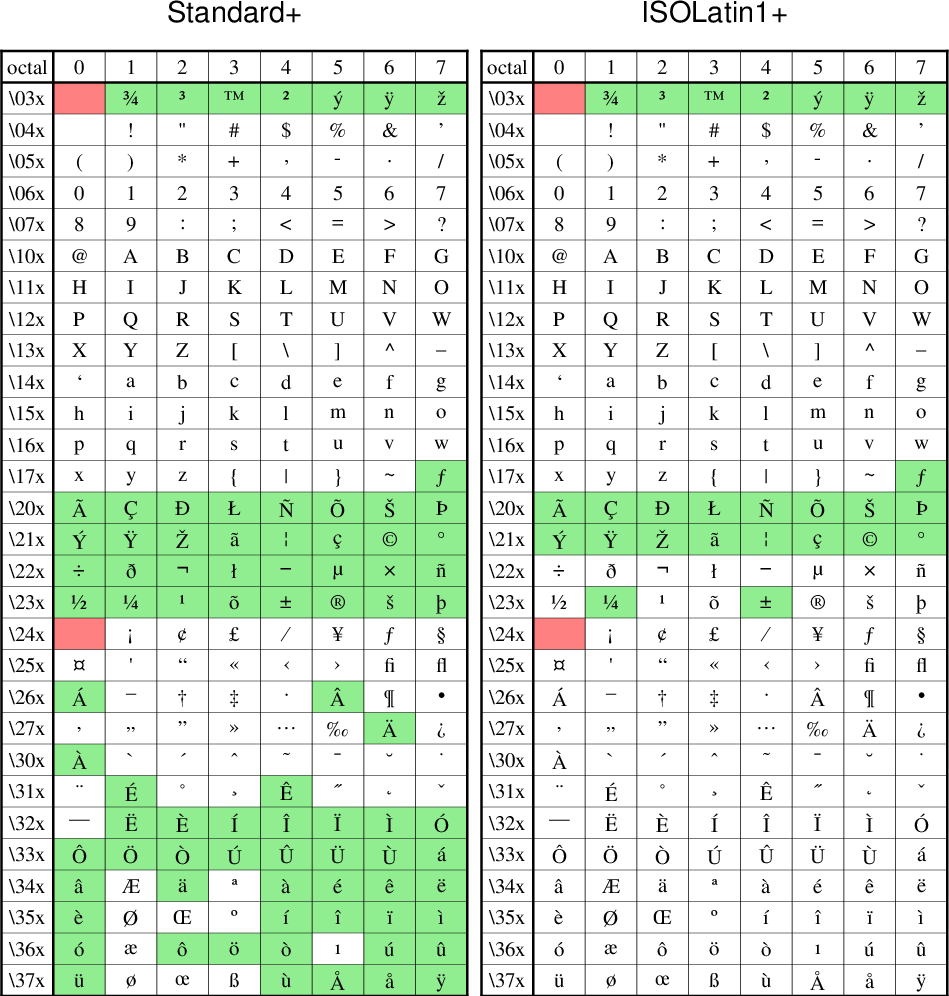 Standard+ ISOLatin1+
octal 0 1 2 3 4 5 6 7 octal 0 1 2 3 4 5 6 7
\03x ¾ ³ ™ ² ý ÿ ž \03x ¾ ³ ™ ² ý ÿ ž
\04x ! " # $ % & ’ \04x ! " # $ % & ’
\05x ( ) * + , - . / \05x ( ) * + , - . /
\06x 0 1 2 3 4 5 6 7 \06x 0 1 2 3 4 5 6 7
\07x 8 9 : ; < = > ? \07x 8 9 : ; < = > ?
\10x @ A B C D E F G \10x @ A B C D E F G
\11x H I J K L M N O \11x H I J K L M N O
\12x P Q R S T U V W \12x P Q R S T U V W
\13x X Y Z [ \ ] ^ – \13x X Y Z [ \ ] ^ –
\14x ‘ a b c d e f g \14x ‘ a b c d e f g
\15x h i j k l m n o \15x h i j k l m n o
\16x p q r s t u v w \16x p q r s t u v w
\17x x y z { | } ~ ƒ \17x x y z { | } ~ ƒ
\20x Ã Ç Đ Ł Ñ Õ Š Þ \20x Ã Ç Đ Ł Ñ Õ Š Þ
\21x Ý Ÿ Ž ã ¦ ç © ° \21x Ý Ÿ Ž ã ¦ ç © °
\22x ÷ ð ¬ ł − µ × ñ \22x ÷ ð ¬ ł − µ × ñ
\23x ½ ¼ ¹ õ ± ® š þ \23x ½ ¼ ¹ õ ± ® š þ
\24x ¡ ¢ £ ⁄ ¥ ƒ § \24x ¡ ¢ £ ⁄ ¥ ƒ §
\25x ¤ ' “ « ‹ › ﬁ ﬂ \25x ¤ ' “ « ‹ › ﬁ ﬂ
\26x Á – † ‡ · Â ¶ • \26x Á – † ‡ · Â ¶ •
\27x ‚ „ ” » … ‰ Ä ¿ \27x ‚ „ ” » … ‰ Ä ¿
\30x À ` ´ ˆ ˜ ¯ ˘ ˙ \30x À ` ´ ˆ ˜ ¯ ˘ ˙
\31x ¨ É ˚ ¸ Ê ˝ ˛ ˇ \31x ¨ É ˚ ¸ Ê ˝ ˛ ˇ
\32x — Ë È Í Î Ï Ì Ó \32x — Ë È Í Î Ï Ì Ó
\33x Ô Ö Ò Ú Û Ü Ù á \33x Ô Ö Ò Ú Û Ü Ù á
\34x â Æ ä ª à é ê ë \34x â Æ ä ª à é ê ë
\35x è Ø Œ º í î ï ì \35x è Ø Œ º í î ï ì
\36x ó æ ô ö ò ı ú û \36x ó æ ô ö ò ı ú û
\37x ü ø œ ß ù Å å ÿ \37x ü ø œ ß ù Å å ÿ